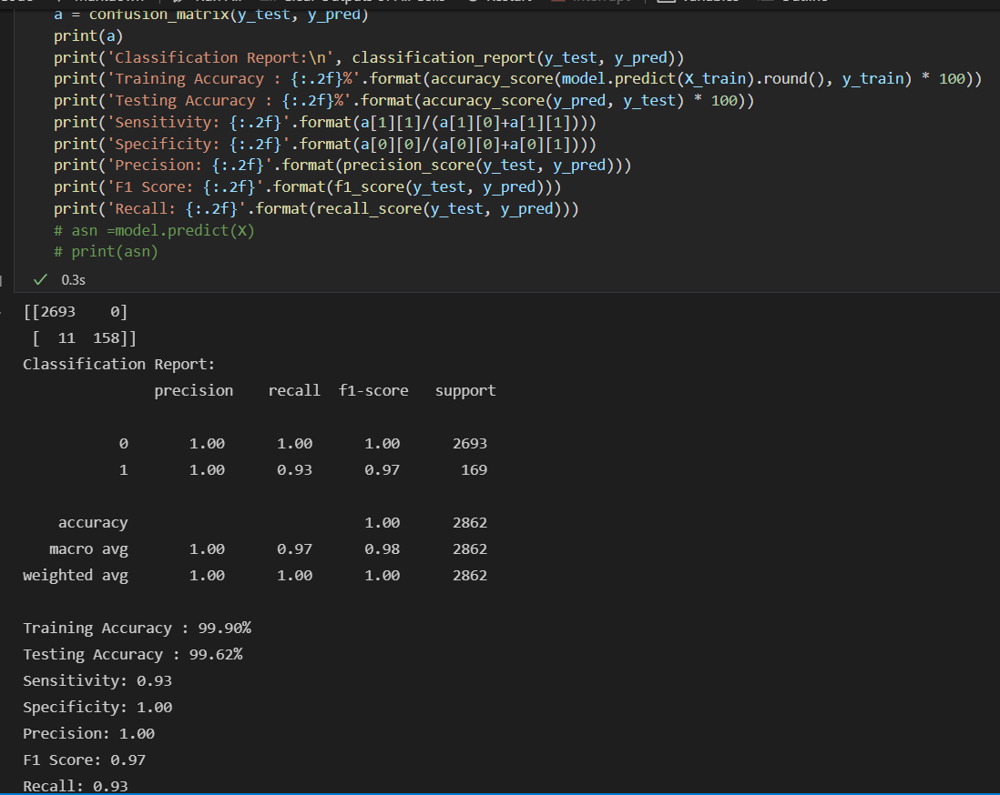 a = confusion_matrix(y_test, y_pred)
print(a)
print('Classification Report:\n', classification_report(y_test, y_pred))
print('Training Accuracy : {:.2f}%'.format(accuracy_score(model.predict(X_train).round(), y_train) * 100))
print('Testing Accuracy : {:.2f}%'.format(accuracy_score(y_pred, y_test) * 100))
print('Sensitivity: {:.2f}'.format(a[1][1]/(a[1][0]+a[1][1])))
print('Specificity: {:.2f}'.format(a[0][0]/(a[0][0]+a[0][1])))
print('Precision: {:.2f}'.format(precision_score(y_test, y_pred)))
print('F1 Score: {:.2f}'.format(f1_score(y_test, y_pred)))
print('Recall: {:.2f}'.format(recall_score(y_test, y_pred)))
# asn =model.predict(X)
# print(asn)
0.3s
[[2693    0]
 [  11  158]]
Classification Report:
               precision    recall  f1-score   support
           0       1.00      1.00      1.00      2693
           1       1.00      0.93      0.97       169
    accuracy                           1.00      2862
   macro avg       1.00      0.97      0.98      2862
weighted avg       1.00      1.00      1.00      2862
Training Accuracy : 99.90%
Testing Accuracy : 99.62%
Sensitivity: 0.93
Specificity: 1.00
Precision: 1.00
F1 Score: 0.97
Recall: 0.93